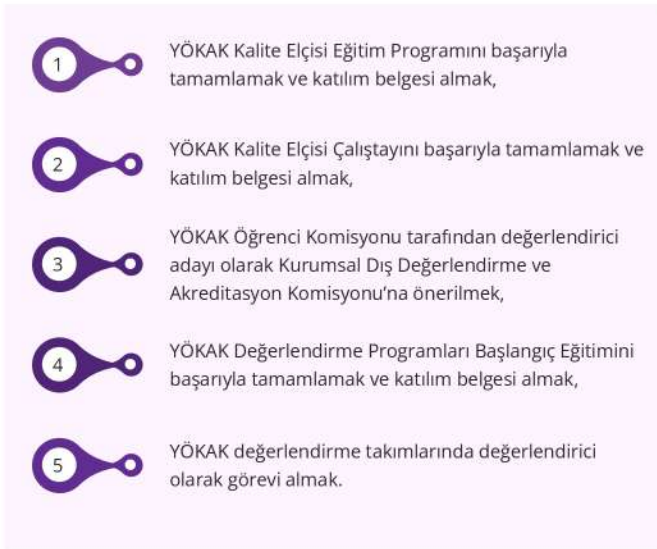 1
YÖKAK Kalite Elçisi Eğitim Programını başarıyla
tamamlamak ve katılım belgesi almak,
2
YÖKAK Kalite Elçisi Çalıştayını başarıyla tamamlamak ve
katılım belgesi almak,
3
YÖKAK Öğrenci Komisyonu tarafından değerlendirici
adayı olarak Kurumsal Dış Değerlendirme ve
Akreditasyon Komisyonu'na önerilmek,
4
YÖKAK Değerlendirme Programları Başlangıç Eğitimini
başarıyla tamamlamak ve katılım belgesi almak,
5
YÖKAK değerlendirme takımlarında değerlendirici
olarak görevi almak.